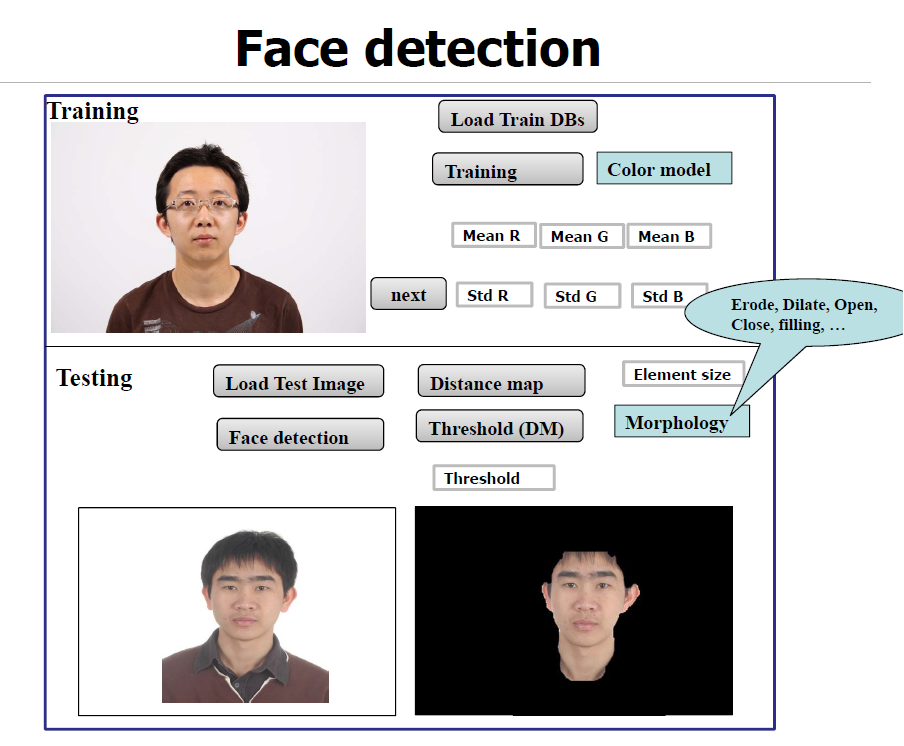 Face detection
Training
Load Train DBs
Training
Color model
Mean R
Mean G
Mean B
next
Std R
Std G
Std B
Erode, Dilate, Open,
Close, filling, …
Testing
Load Test Image
Distance map
Element size
Face detection
Threshold (DM)
Morphology
Threshold